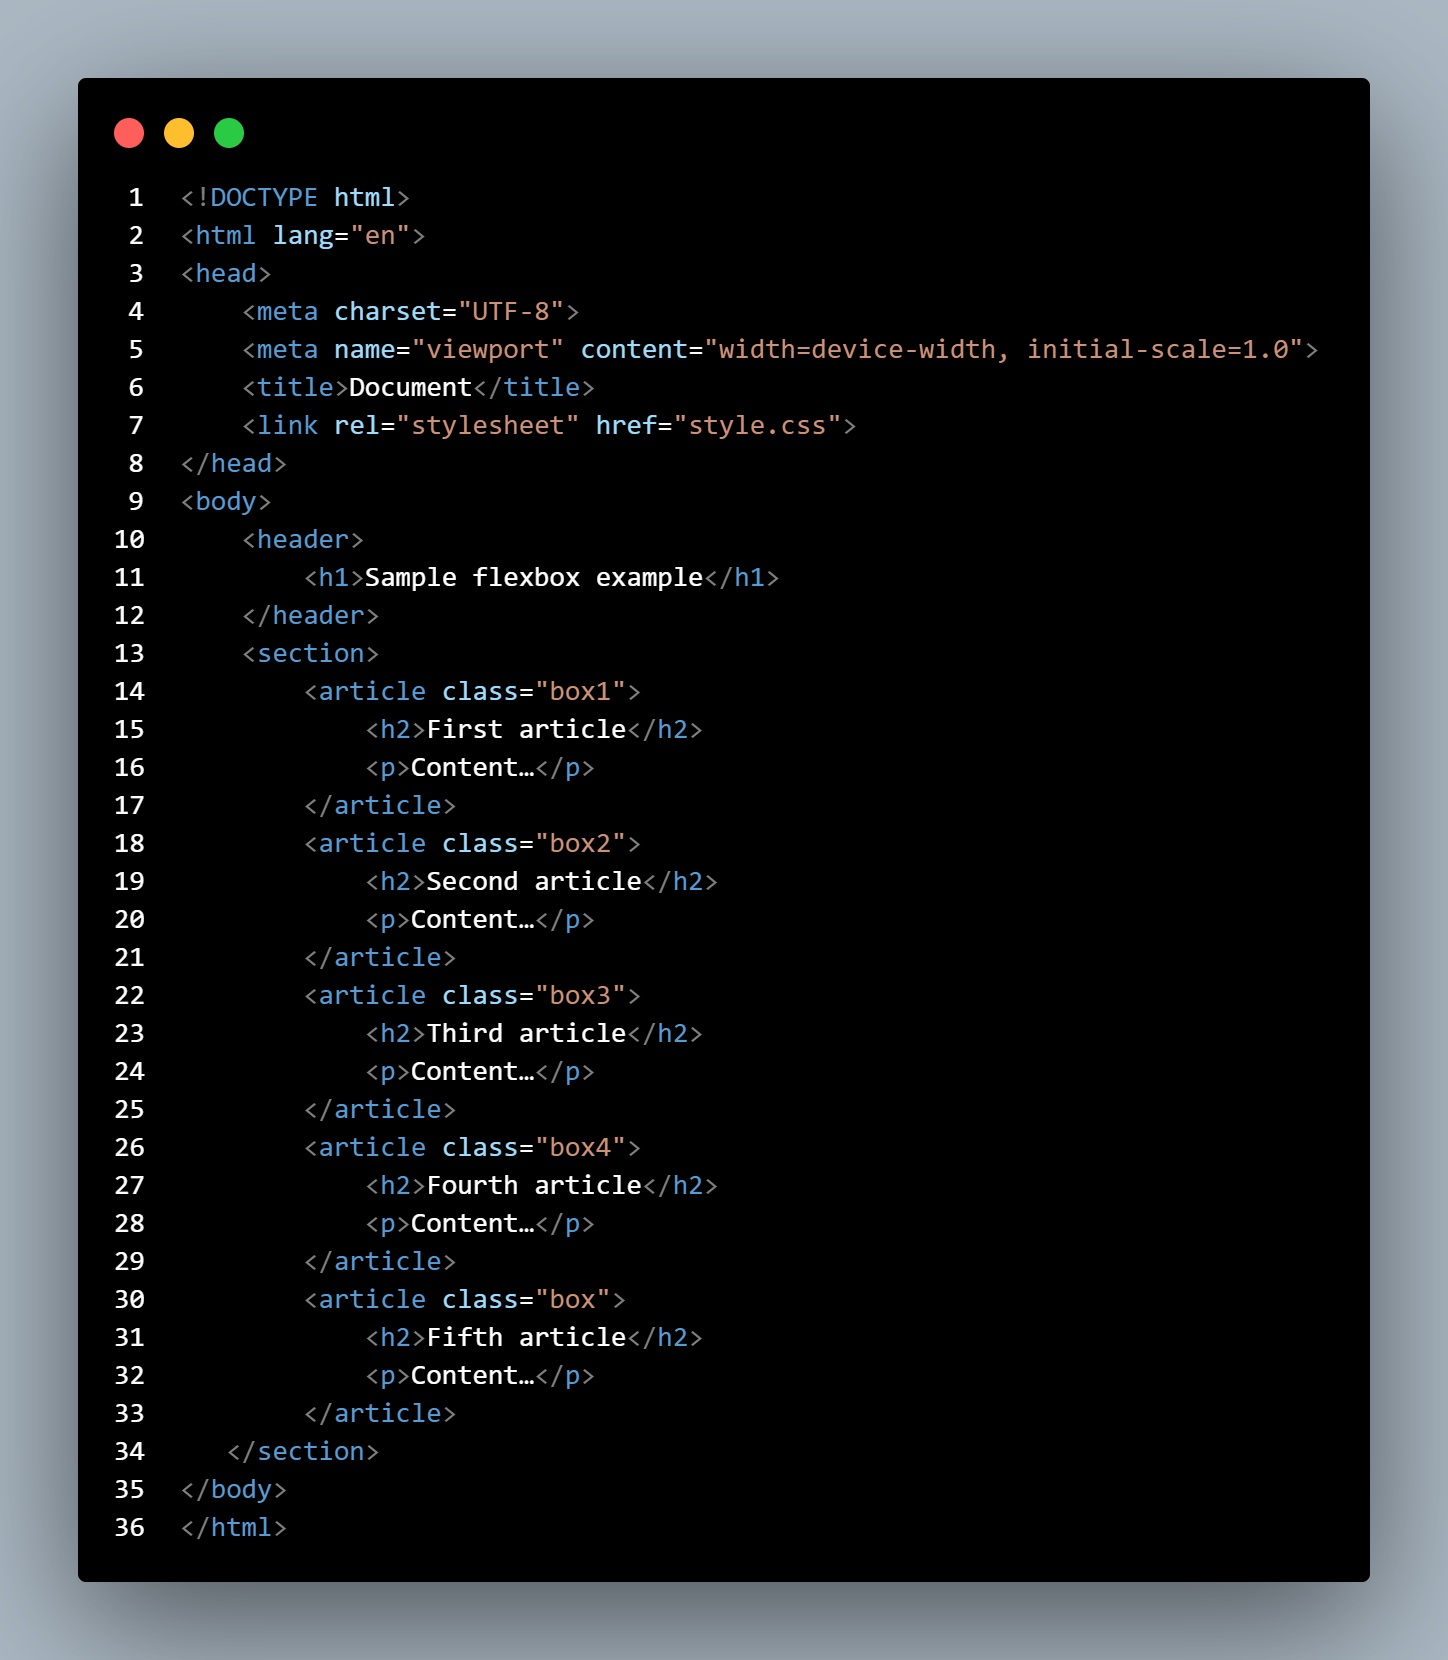 1 <!DOCTYPE html>
2 <html lang="en">
3 <head>
4     <meta charset="UTF-8">
5     <meta name="viewport" content="width=device-width, initial-scale=1.0">
6     <title>Document</title>
7     <link rel="stylesheet" href="style.css">
8 </head>
9 <body>
10     <header>
11         <h1>Sample flexbox example</h1>
12     </header>
13     <section>
14         <article class="box1">
15             <h2>First article</h2>
16             <p>Content…</p>
17         </article>
18         <article class="box2">
19             <h2>Second article</h2>
20             <p>Content…</p>
21         </article>
22         <article class="box3">
23             <h2>Third article</h2>
24             <p>Content…</p>
25         </article>
26         <article class="box4">
27             <h2>Fourth article</h2>
28             <p>Content…</p>
29         </article>
30         <article class="box">
31             <h2>Fifth article</h2>
32             <p>Content…</p>
33         </article>
34    </section>
35 </body>
36 </html>